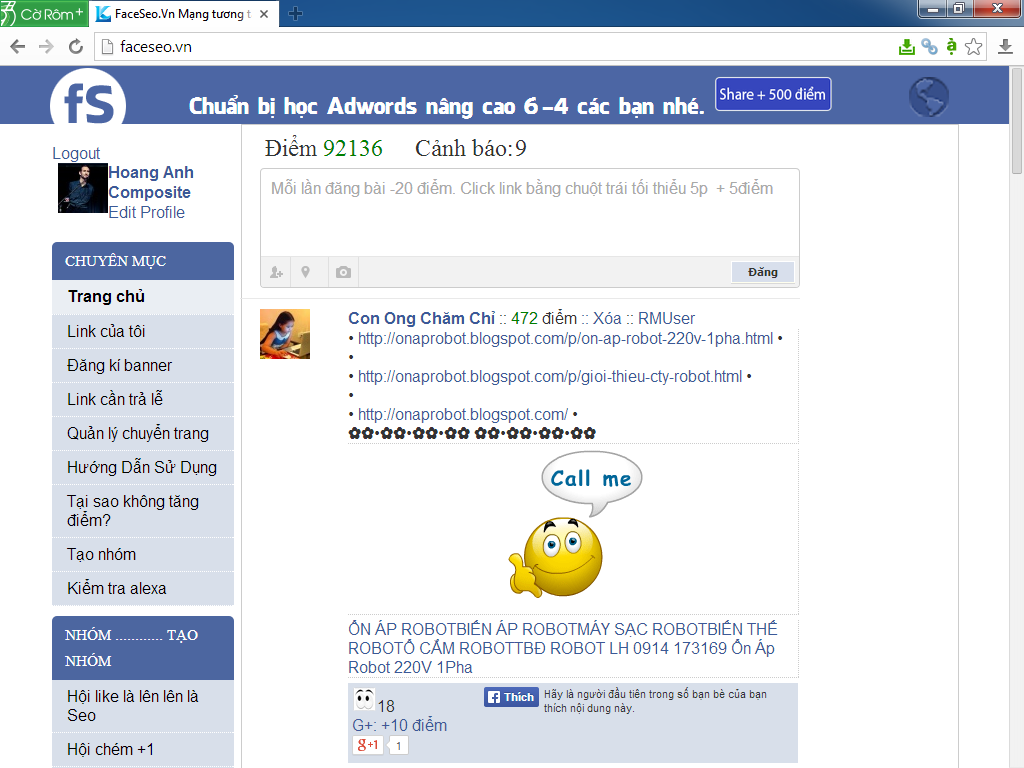 Cờ Rôm+
FaceSeo.Vn Mạng tương t
faceseo.vn
fS
Chuẩn bị học Adwords nâng cao 6-4 các bạn nhé.
Share + 500 điểm
Logout
Hoang Anh
Composite
Edit Profile
CHUYÊN MỤC
Trang chủ
Link của tôi
Đăng kí banner
Link cần trả lễ
Quản lý chuyển trang
Hướng Dẫn Sử Dụng
Tại sao không tăng
điểm?
Tạo nhóm
Kiểm tra alexa
NHÓM ............ TẠO
NHÓM
Hội like là lên lên là
Seo
Hội chém +1
Điểm 92136 Cảnh báo:9
Mỗi lần đăng bài -20 điểm. Click link bằng chuột trái tối thiểu 5p + 5điểm
Đăng
Con Ong Chăm Chỉ :: 472 điểm :: Xóa :: RMUser
• http://onaprobot.blogspot.com/p/on-ap-robot-220v-1pha.html •
•
• http://onaprobot.blogspot.com/p/gioi-thieu-cty-robot.html •
•
• http://onaprobot.blogspot.com/ •
✿✿•✿✿•✿✿•✿✿ ✿✿•✿✿•✿✿•✿✿
Call me
ỔN ÁP ROBOTBIẾN ÁP ROBOTMÁY SẠC ROBOTBIẾN THẾ
ROBOTỔ CẮM ROBOTTBĐ ROBOT LH 0914 173169 Ổn Áp
Robot 220V 1Pha
18
Thích
Hãy là người đầu tiên trong số bạn bè của bạn
thích nội dung này.
G+: +10 điểm
g+1 1